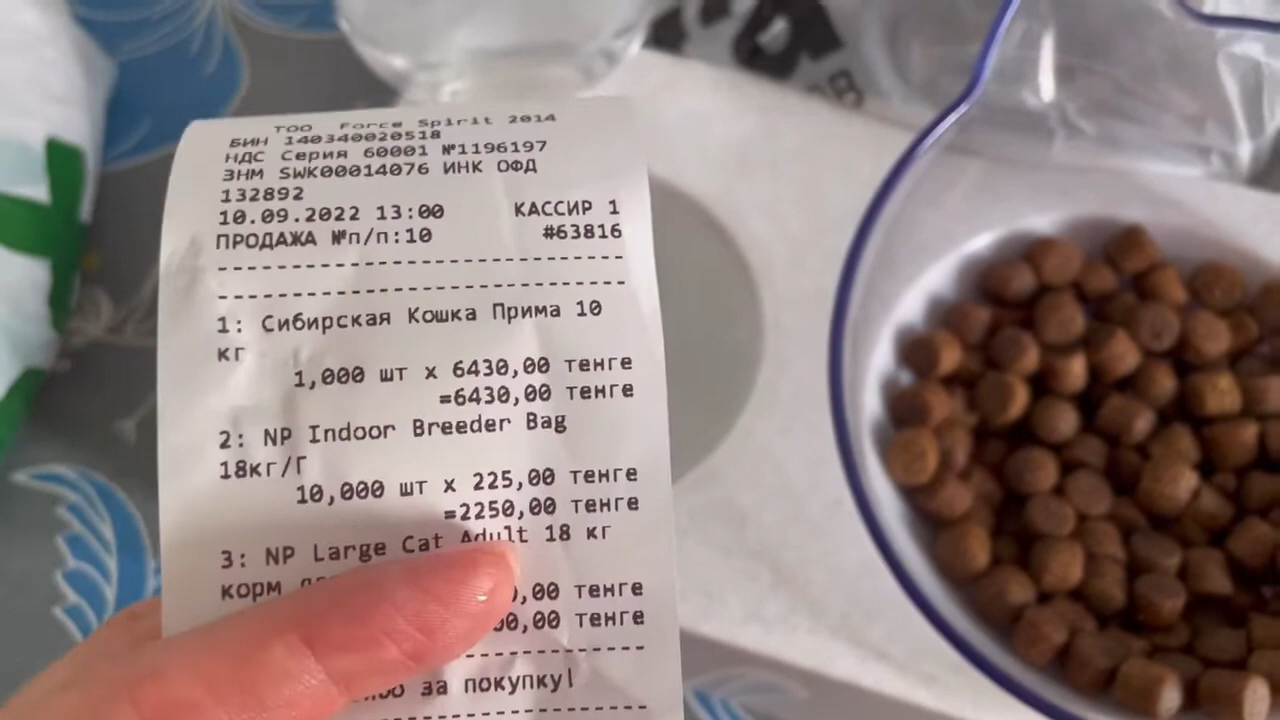 ТОО Force Spirit 2014
БИН 140340020518
НДС Серия 60001 №1196197
ЗНМ SWK00014076 ИНК ОФД
132892
10.09.2022 13:00 КАССИР 1
ПРОДАЖА №п/п:10 #63816
1: Сибирская Кошка Прима 10
кг
1,000 шт x 6430,00 тенге
=6430,00 тенге
2: NP Indoor Breeder Bag
18кг/Г
10,000 шт x 225,00 тенге
=2250,00 тенге
3: NP Large Cat Adult 18 кг
корм
,00 тенге
00,00 тенге
за покупку!